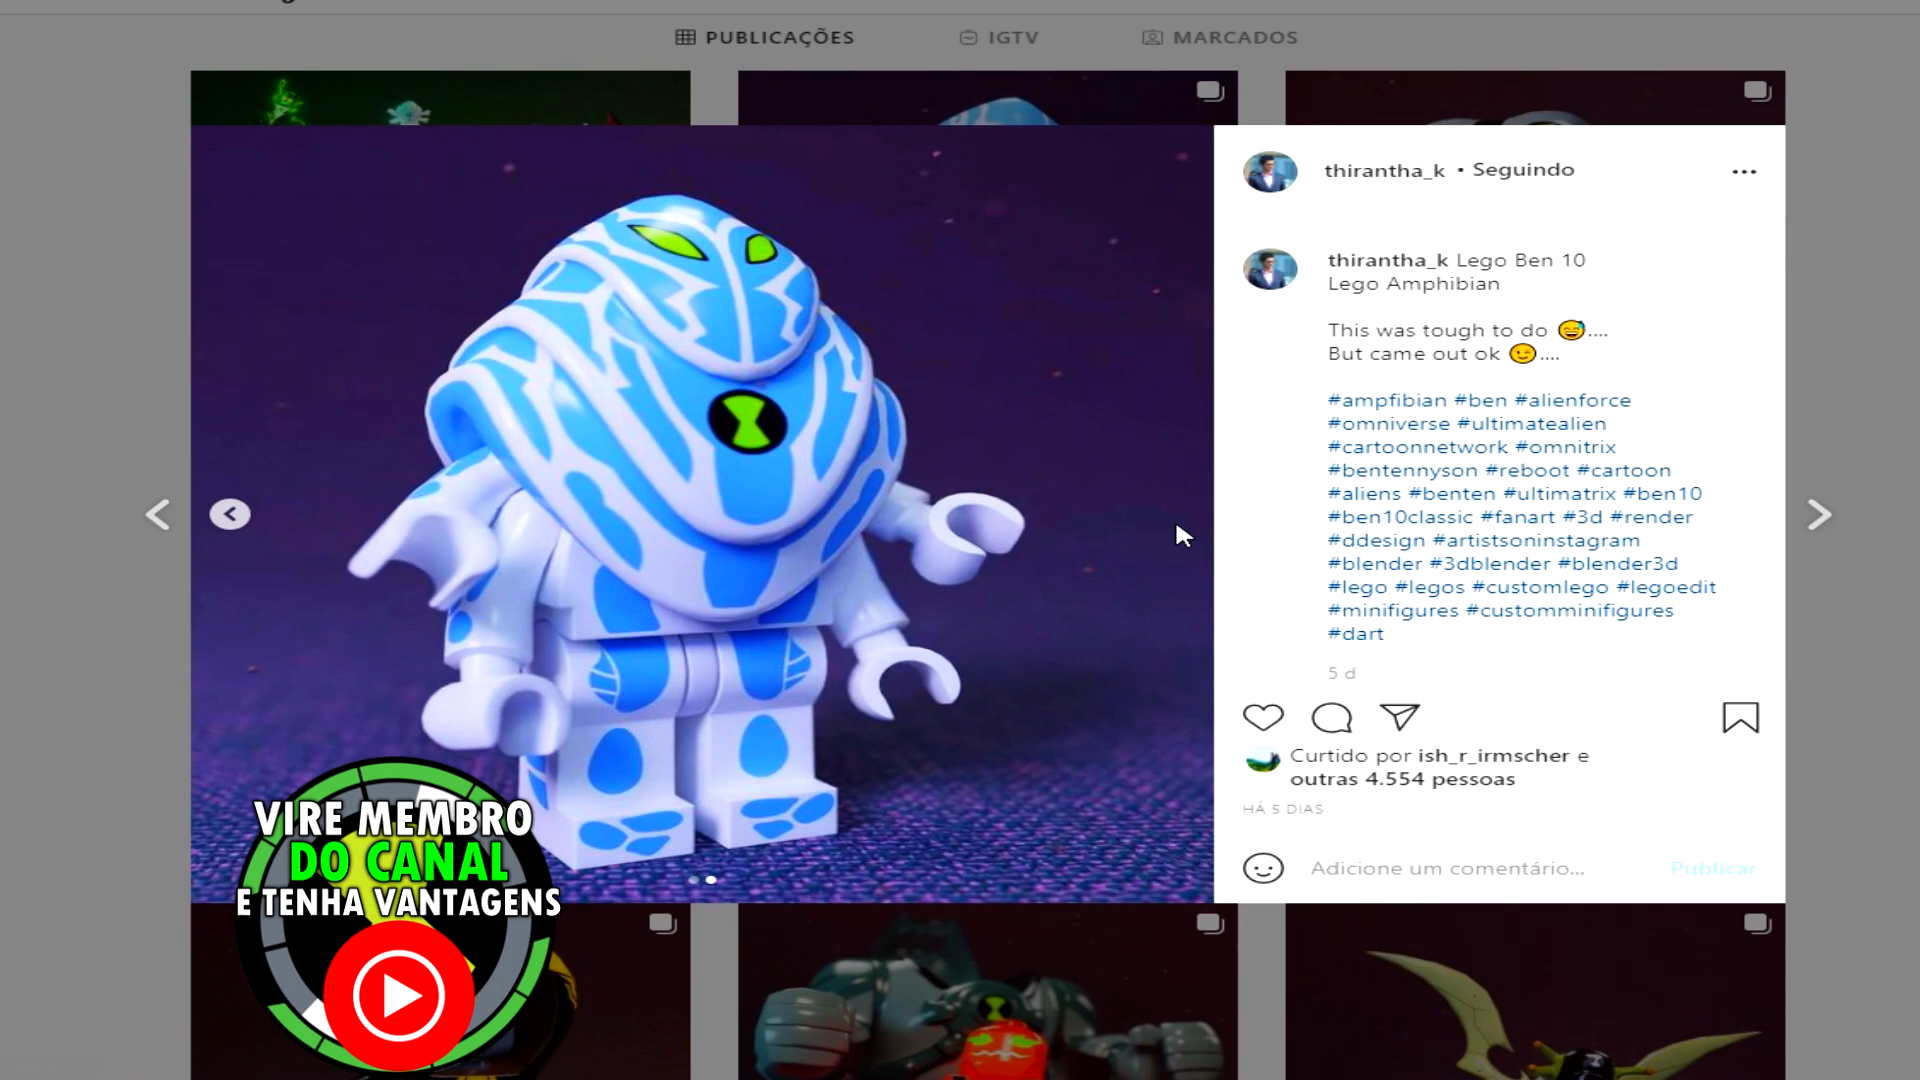 PUBLICAÇÕES
IGTV
MARCADOS
thirantha_k • Seguindo
thirantha_k Lego Ben 10
Lego Amphibian
This was tough to do 😅....
But came out ok 😉....
#ampfibian #ben #alienforce
#omniverse #ultimatealien
#cartoonnetwork #omnitrix
#bentennyson #reboot #cartoon
#aliens #benten #ultimatrix #ben10
#ben10classic #fanart #3d #render
#ddesign #artistsoninstagram
#blender #3dblender #blender3d
#lego #legos #customlego #legoedit
#minifigures #customminifigures
#dart
5 d
Curtido por ish_r_irmscher e
outras 4.554 pessoas
HÁ 5 DIAS
Adicione um comentário...
Publicar
VIRE MEMBRO
DO CANAL
E TENHA VANTAGENS